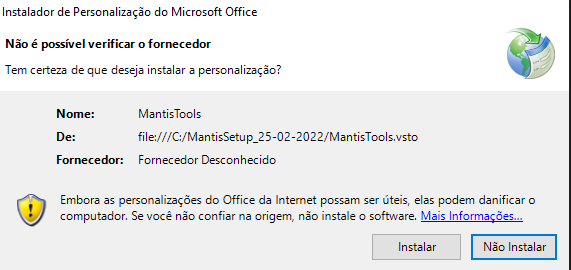 Instalador de Personalização do Microsoft Office
Não é possível verificar o fornecedor
Tem certeza de que deseja instalar a personalização?
Nome: MantisTools
De: file:///C:/MantisSetup_25-02-2022/MantisTools.vsto
Fornecedor: Fornecedor Desconhecido
Embora as personalizações do Office da Internet possam ser úteis, elas podem danificar o
computador. Se você não confiar na origem, não instale o software. Mais Informações...
Instalar Não Instalar